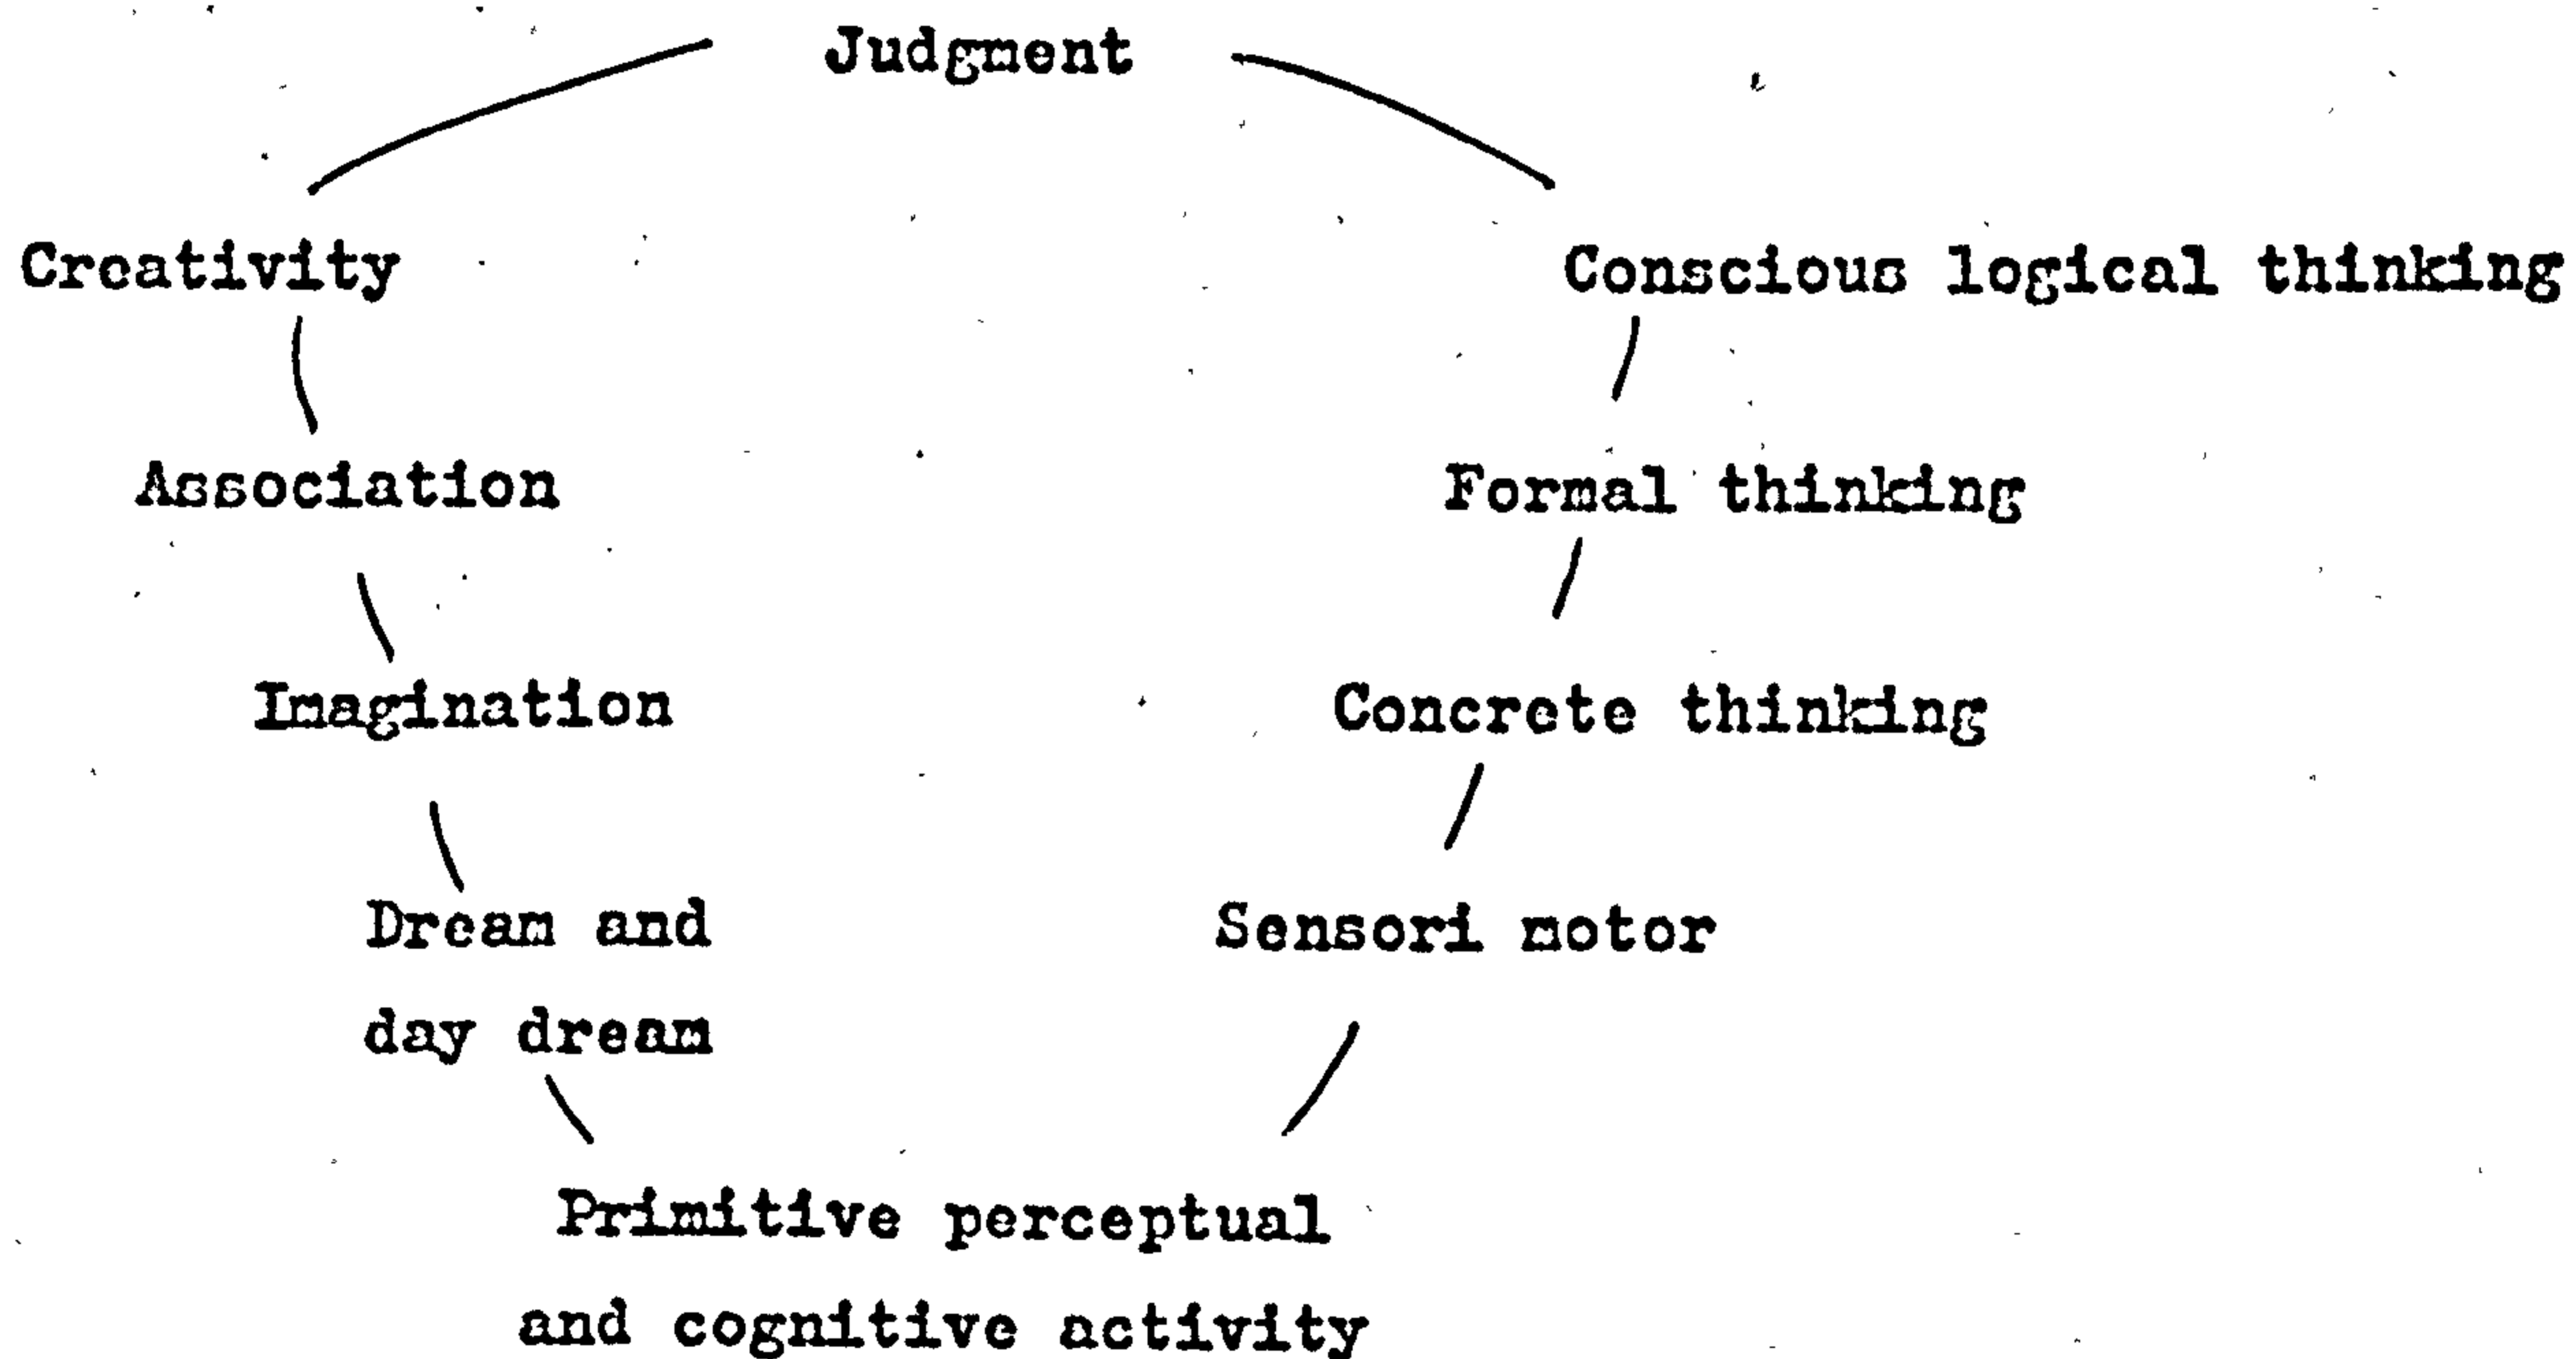 Judgment
Creativity
Conscious logical thinking
Association
Formal thinking
Imagination
Concrete thinking
Dream and
day dream
Sensori motor
Primitive perceptual
and cognitive activity